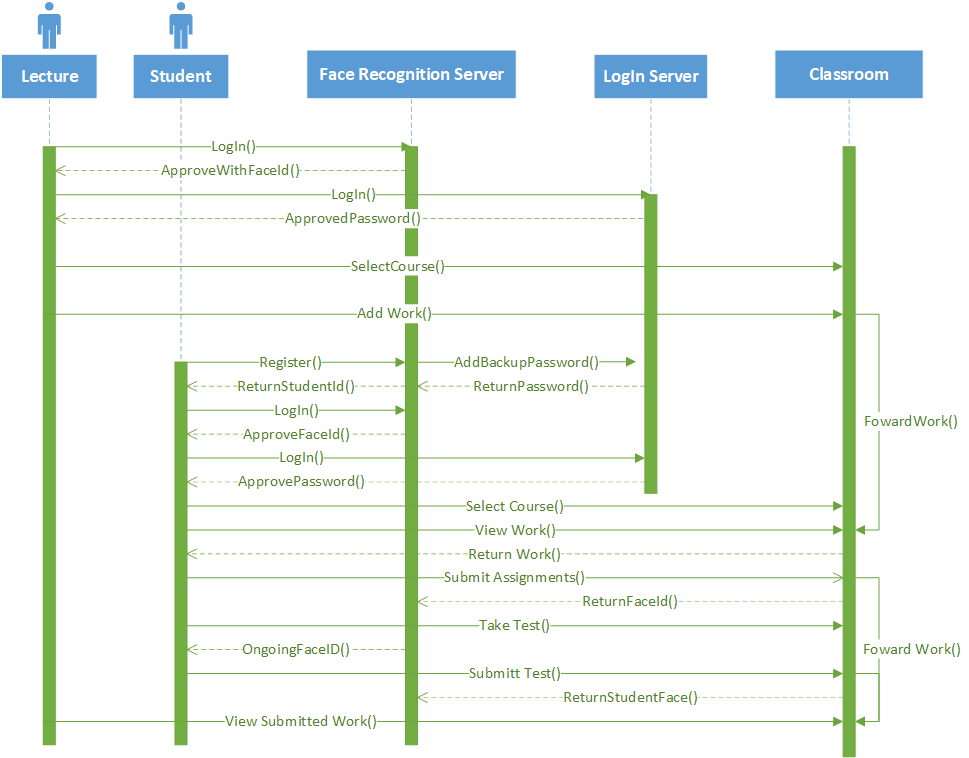 Lecture
Student
Face Recognition Server
LogIn Server
Classroom
LogIn()
ApproveWithFaceId()
LogIn()
ApprovedPassword()
SelectCourse()
Add Work()
Register()
AddBackupPassword()
ReturnStudentId()
ReturnPassword()
LogIn()
FowardWork()
ApproveFaceId()
LogIn()
ApprovePassword()
Select Course()
View Work()
Return Work()
Submit Assignments()
ReturnFaceId()
Take Test()
OngoingFaceID()
Foward Work()
Submitt Test()
ReturnStudentFace()
View Submitted Work()